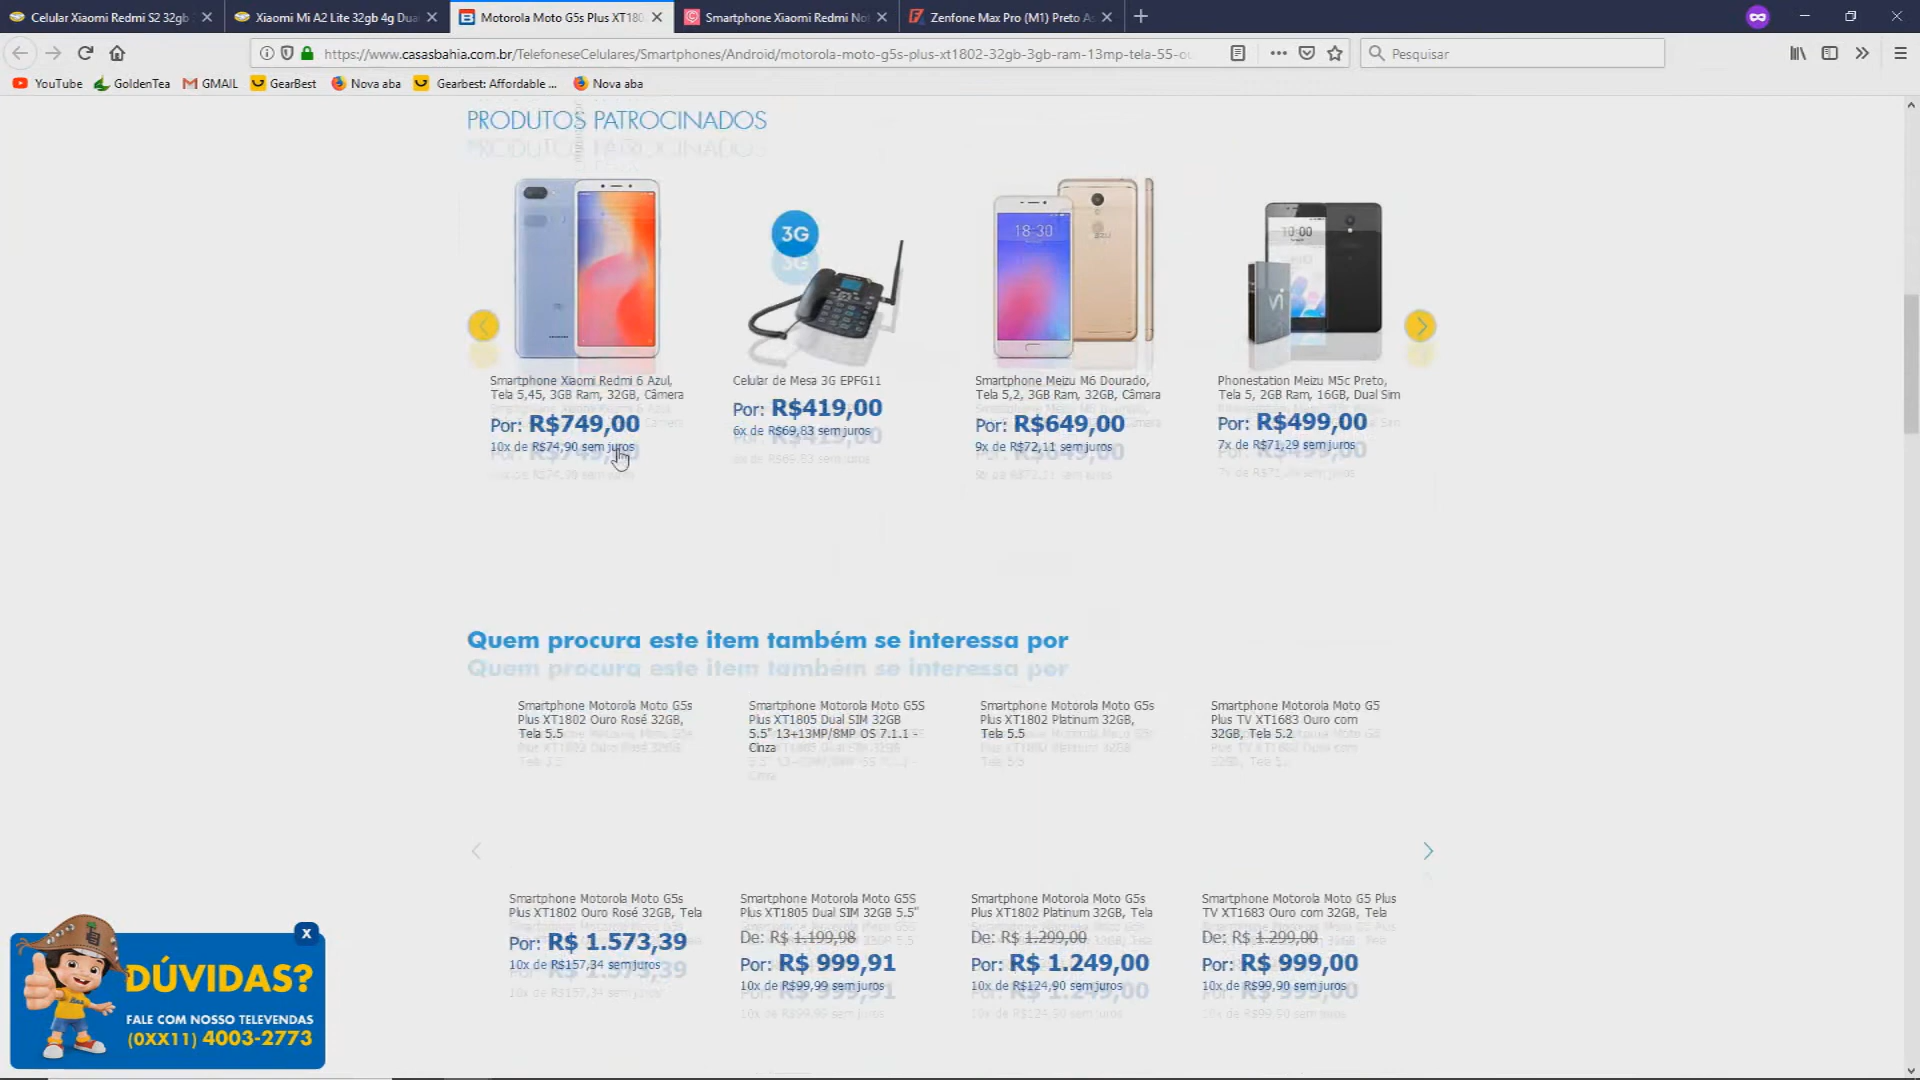 Celular Xiaomi Redmi S2 32gb
Xiaomi Mi A2 Lite 32gb 4g Dua
Motorola Moto G5s Plus XT180
Smartphone Xiaomi Redmi No
Zenfone Max Pro (M1) Preto A
https://www.casasbahia.com.br/TelefoneseCelulares/Smartphones/Android/motorola-moto-g5s-plus-xt1802-32gb-3gb-ram-13mp-tela-55-ou
Pesquisar
YouTube
GoldenTea
GMAIL
GearBest
Nova aba
Gearbest: Affordable ...
Nova aba
PRODUTOS PATROCINADOS
3G
18:30
10:00
Smartphone Xiaomi Redmi 6 Azul,
Tela 5,45, 3GB Ram, 32GB, Câmera
Por: R$749,00
10x de R$74,90 sem juros
Celular de Mesa 3G EPFG11
Por: R$419,00
6x de R$69,83 sem juros
Smartphone Meizu M6 Dourado,
Tela 5,2, 3GB Ram, 32GB, Câmara
Por: R$649,00
9x de R$72,11 sem juros
Phonestation Meizu M5c Preto,
Tela 5, 2GB Ram, 16GB, Dual Sim
Por: R$499,00
7x de R$71,29 sem juros
Quem procura este item também se interessa por
Smartphone Motorola Moto G5s
Plus XT1802 Ouro Rosé 32GB,
Tela 5.5
Smartphone Motorola Moto G5S
Plus XT1805 Dual SIM 32GB
5.5" 13+13MP/8MP OS 7.1.1 -
Cinza
Smartphone Motorola Moto G5s
Plus XT1802 Platinum 32GB,
Tela 5.5
Smartphone Motorola Moto G5
Plus TV XT1683 Ouro com
32GB, Tela 5.2
Smartphone Motorola Moto G5s
Plus XT1802 Ouro Rosé 32GB, Tela
Por: R$ 1.573,39
10x de R$157,34 sem juros
Smartphone Motorola Moto G5S
Plus XT1805 Dual SIM 32GB 5.5"
De: R$ 1.199,98
Por: R$ 999,91
10x de R$99,99 sem juros
Smartphone Motorola Moto G5s
Plus XT1802 Platinum 32GB, Tela
De: R$ 1.299,00
Por: R$ 1.249,00
10x de R$124,90 sem juros
Smartphone Motorola Moto G5 Plus
TV XT1683 Ouro com 32GB, Tela
De: R$ 1.299,00
Por: R$ 999,00
10x de R$99,90 sem juros
X
DÚVIDAS?
FALE COM NOSSO TELEVENDAS
(0XX11) 4003-2773